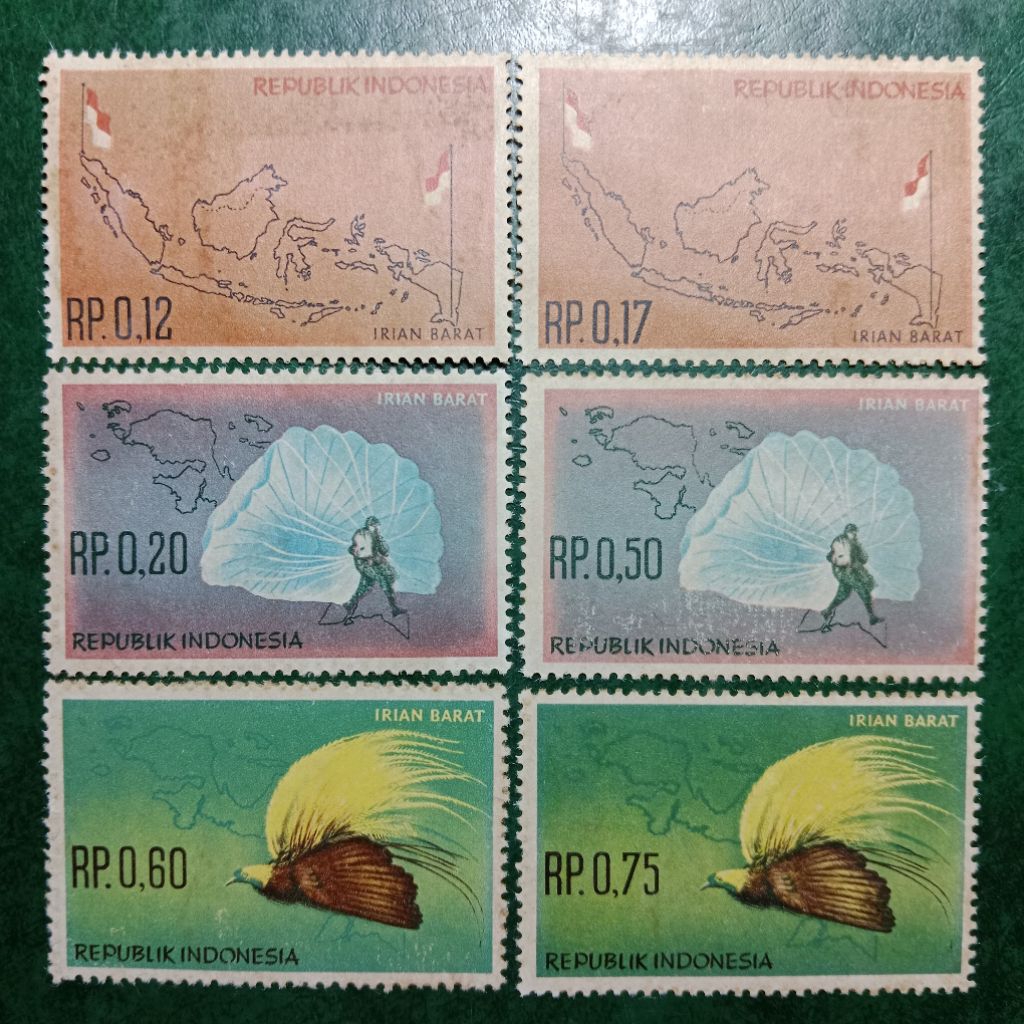 REPUBLIK INDONESIA
RP. 0,12
IRIAN BARAT
REPUBLIK INDONESIA
RP. 0,17
IRIAN BARAT
IRIAN BARAT
RP. 0,20
REPUBLIK INDONESIA
IRIAN BARAT
RP. 0,50
REPUBLIK INDONESIA
IRIAN BARAT
RP. 0,60
REPUBLIK INDONESIA
IRIAN BARAT
RP. 0,75
REPUBLIK INDONESIA